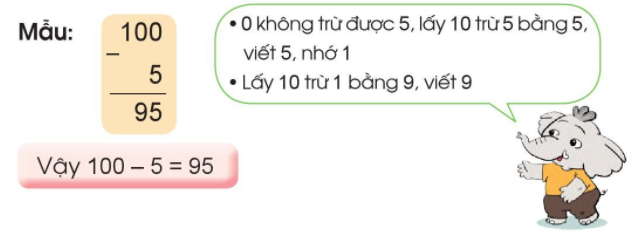 Mẫu:
100
–
5
95
• 0 không trừ được 5, lấy 10 trừ 5 bằng 5,
viết 5, nhớ 1
• Lấy 10 trừ 1 bằng 9, viết 9
Vậy 100 – 5 = 95